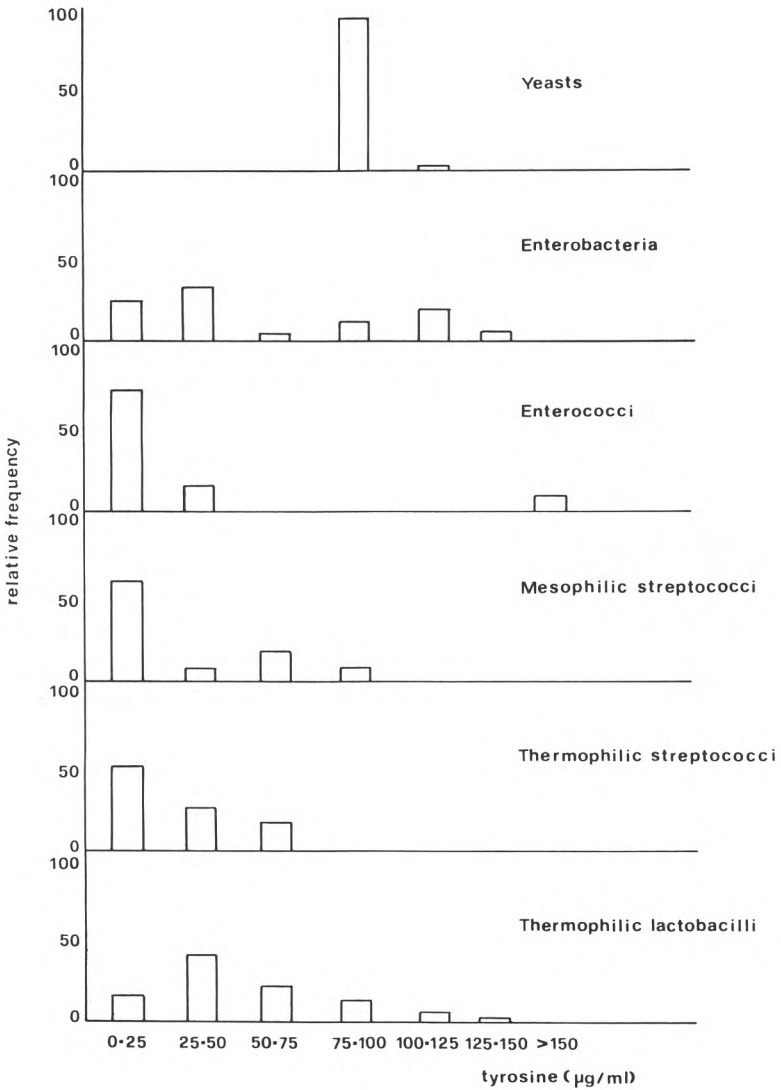 100
50
0
Yeasts
100
50
0
Enterobacteria
100
50
0
Enterococci
100
50
0
Mesophilic streptococci
100
50
0
Thermophilic streptococci
100
50
0
Thermophilic lactobacilli
relative frequency
0·25 25·50 50·75 75·100 100·125 125·150 >150
tyrosine (µg/ml)